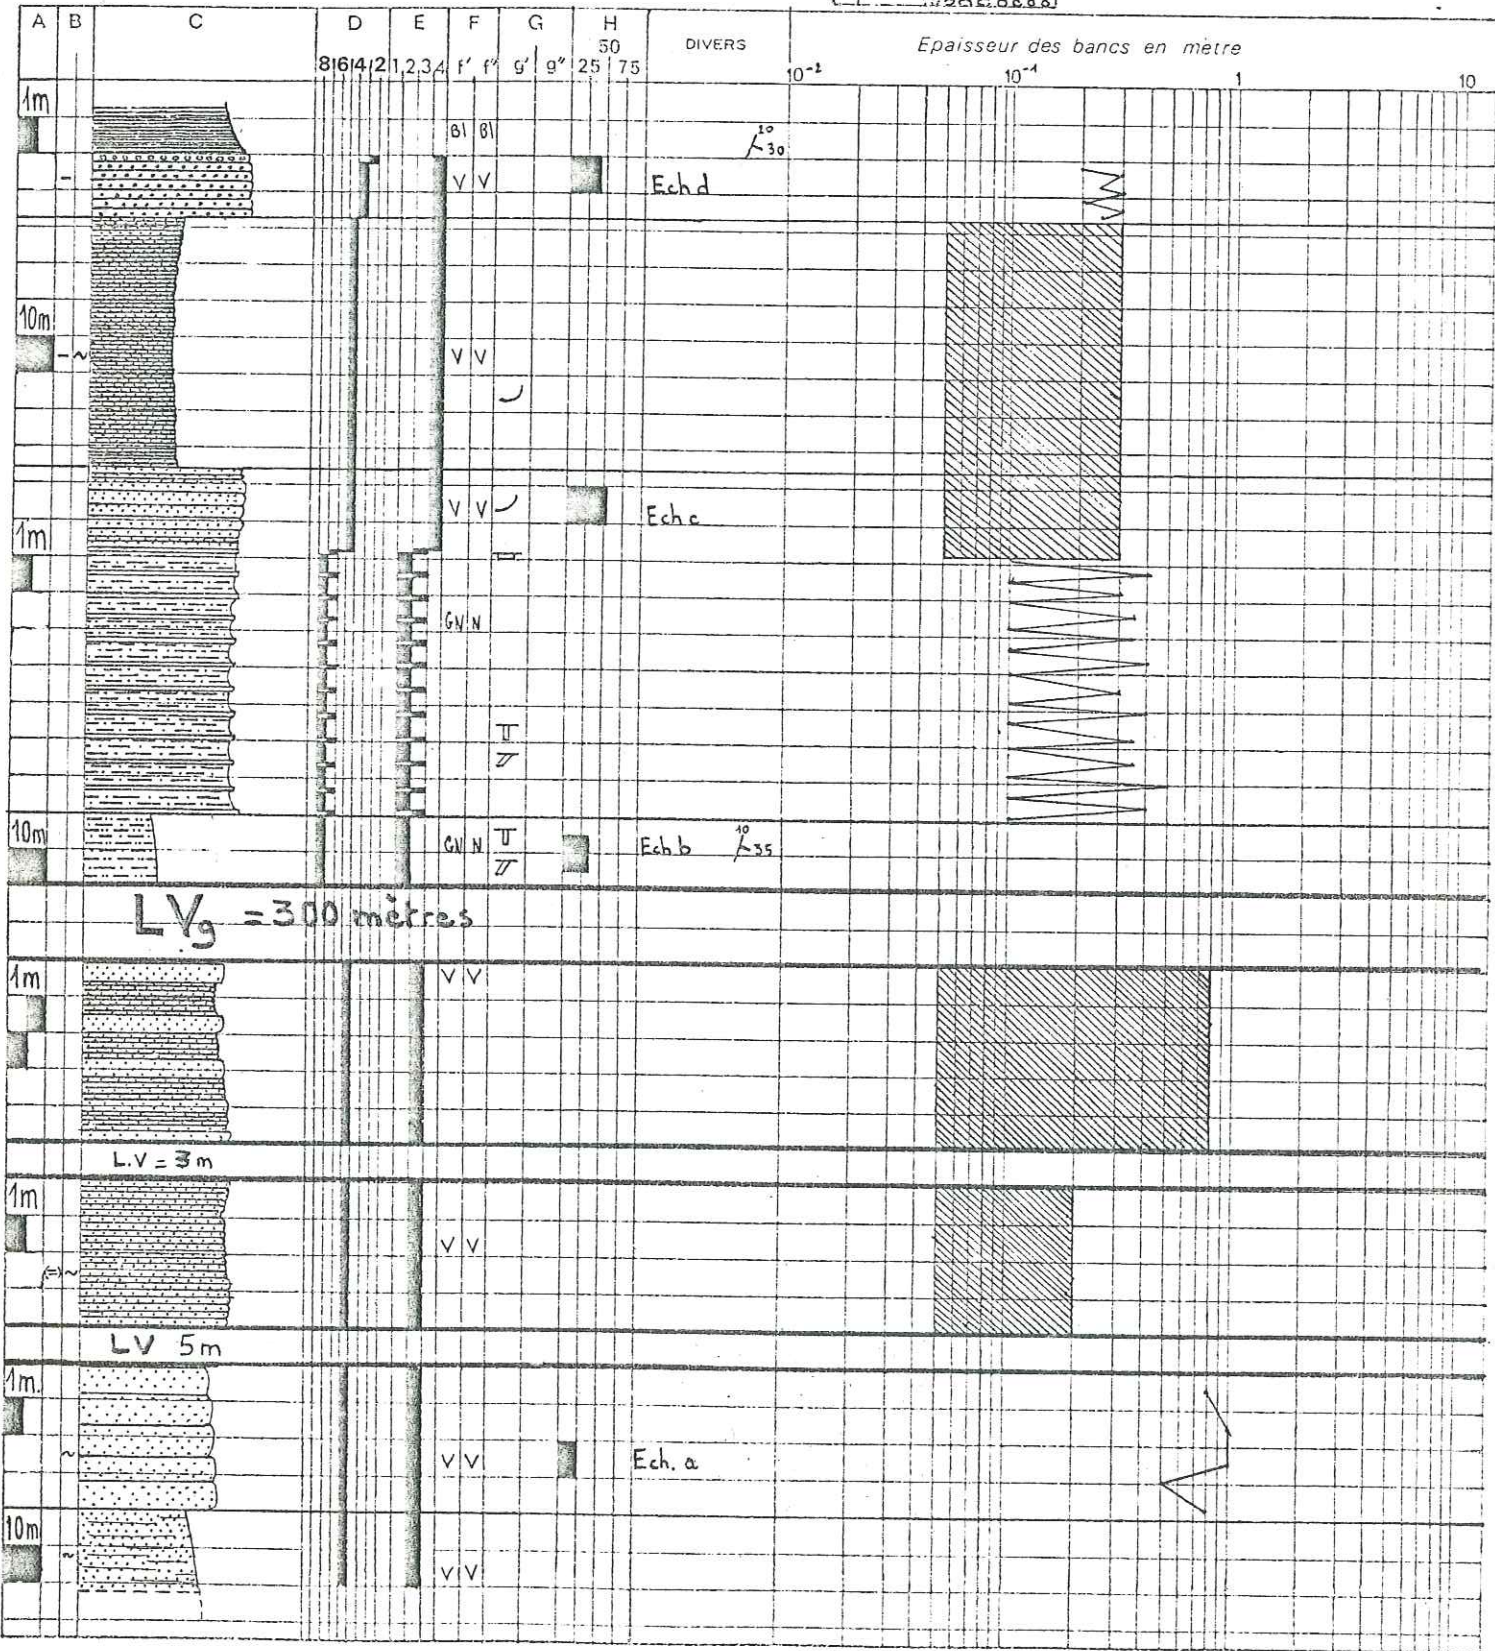 A B C D E F G H DIVERS Epaisseur des bancs en mètre
8 6 4 2 1 2 3 4 f' f" g' g" 25 50 75 10⁻² 10⁻¹ 1 10
1m
Bl Bl 10 30
V V Ech d
10m
V V
V V Ech c
1m
GN N
10m
GN N Ech b 10 35
LVg = 300 mètres
1m V V
L.V = 3 m
1m
V V
LV 5m
1m.
V V Ech. a
10m
V V